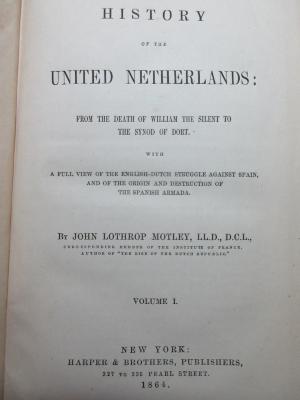 HISTORY
OF THE
UNITED NETHERLANDS:
FROM THE DEATH OF WILLIAM THE SILENT TO
THE SYNOD OF DORT.
WITH
A FULL VIEW OF THE ENGLISH-DUTCH STRUGGLE AGAINST SPAIN,
AND OF THE ORIGIN AND DESTRUCTION OF
THE SPANISH ARMADA.
BY JOHN LOTHROP MOTLEY, LL.D., D.C.L.,
CORRESPONDING MEMBER OF THE INSTITUTE OF FRANCE,
AUTHOR OF "THE RISE OF THE DUTCH REPUBLIC."
VOLUME I.
NEW YORK:
HARPER & BROTHERS, PUBLISHERS,
327 TO 335 PEARL STREET.
1864.